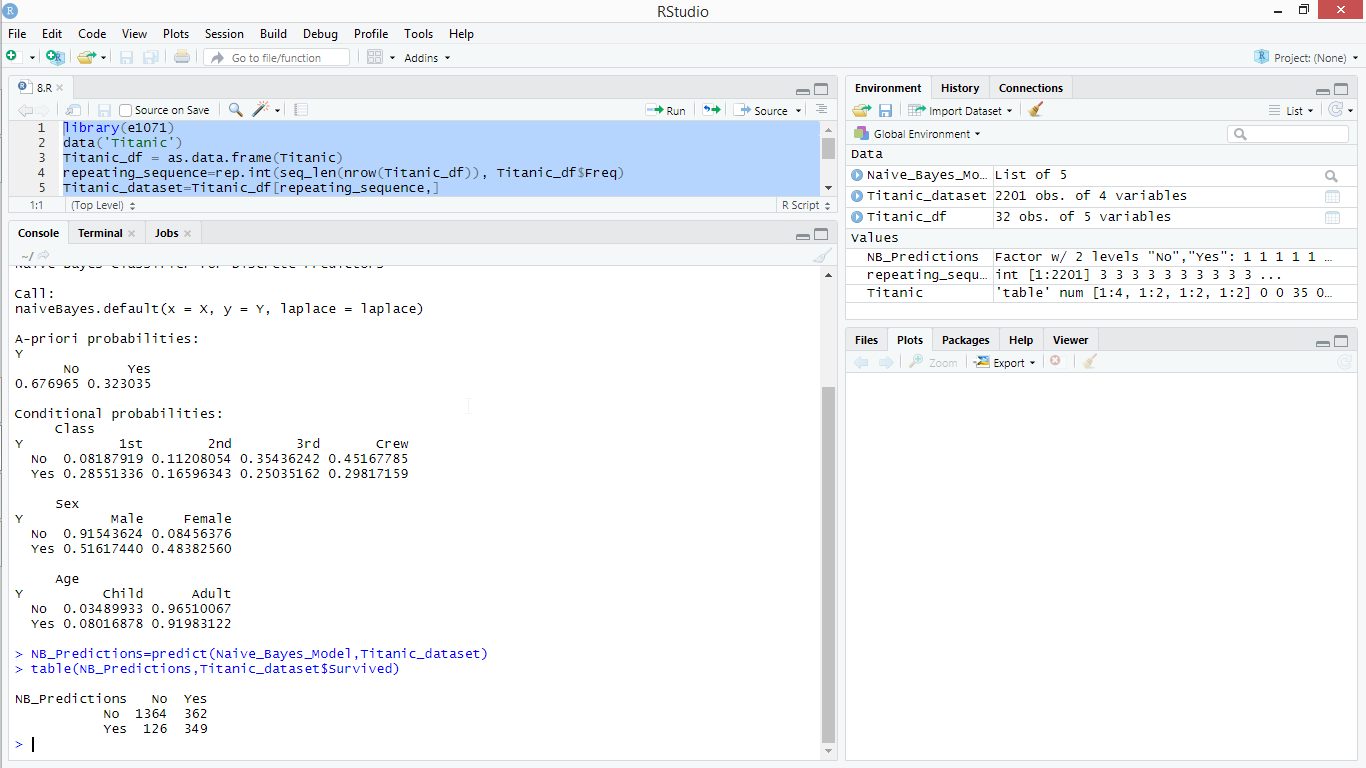 RStudio
File Edit Code View Plots Session Build Debug Profile Tools Help
Go to file/function Addins Project: (None)
8.R
Source on Save Run Source
1 library(e1071)
2 data('Titanic')
3 Titanic_df = as.data.frame(Titanic)
4 repeating_sequence=rep.int(seq_len(nrow(Titanic_df)), Titanic_df$Freq)
5 Titanic_dataset=Titanic_df[repeating_sequence,]
1:1 (Top Level) R Script
Console Terminal Jobs
~/
Naive Bayes Classifier for Discrete Predictors
Call:
naiveBayes.default(x = X, y = Y, laplace = laplace)
A-priori probabilities:
Y
No Yes
0.676965 0.323035
Conditional probabilities:
Class
Y 1st 2nd 3rd Crew
No 0.08187919 0.11208054 0.35436242 0.45167785
Yes 0.28551336 0.16596343 0.25035162 0.29817159
Sex
Y Male Female
No 0.91543624 0.08456376
Yes 0.51617440 0.48382560
Age
Y Child Adult
No 0.03489933 0.96510067
Yes 0.08016878 0.91983122
> NB_Predictions=predict(Naive_Bayes_Model,Titanic_dataset)
> table(NB_Predictions,Titanic_dataset$Survived)
NB_Predictions No Yes
No 1364 362
Yes 126 349
>
Environment History Connections
Import Dataset List
Global Environment
Data
Naive_Bayes_Mo… List of 5
Titanic_dataset 2201 obs. of 4 variables
Titanic_df 32 obs. of 5 variables
Values
NB_Predictions Factor w/ 2 levels "No","Yes": 1 1 1 1 1 …
repeating_sequ… int [1:2201] 3 3 3 3 3 3 3 3 3 3 ...
Titanic 'table' num [1:4, 1:2, 1:2, 1:2] 0 0 35 0…
Files Plots Packages Help Viewer
Zoom Export